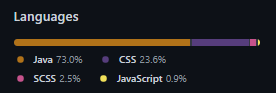 Languages
Java 73.0% CSS 23.6%
SCSS 2.5% JavaScript 0.9%